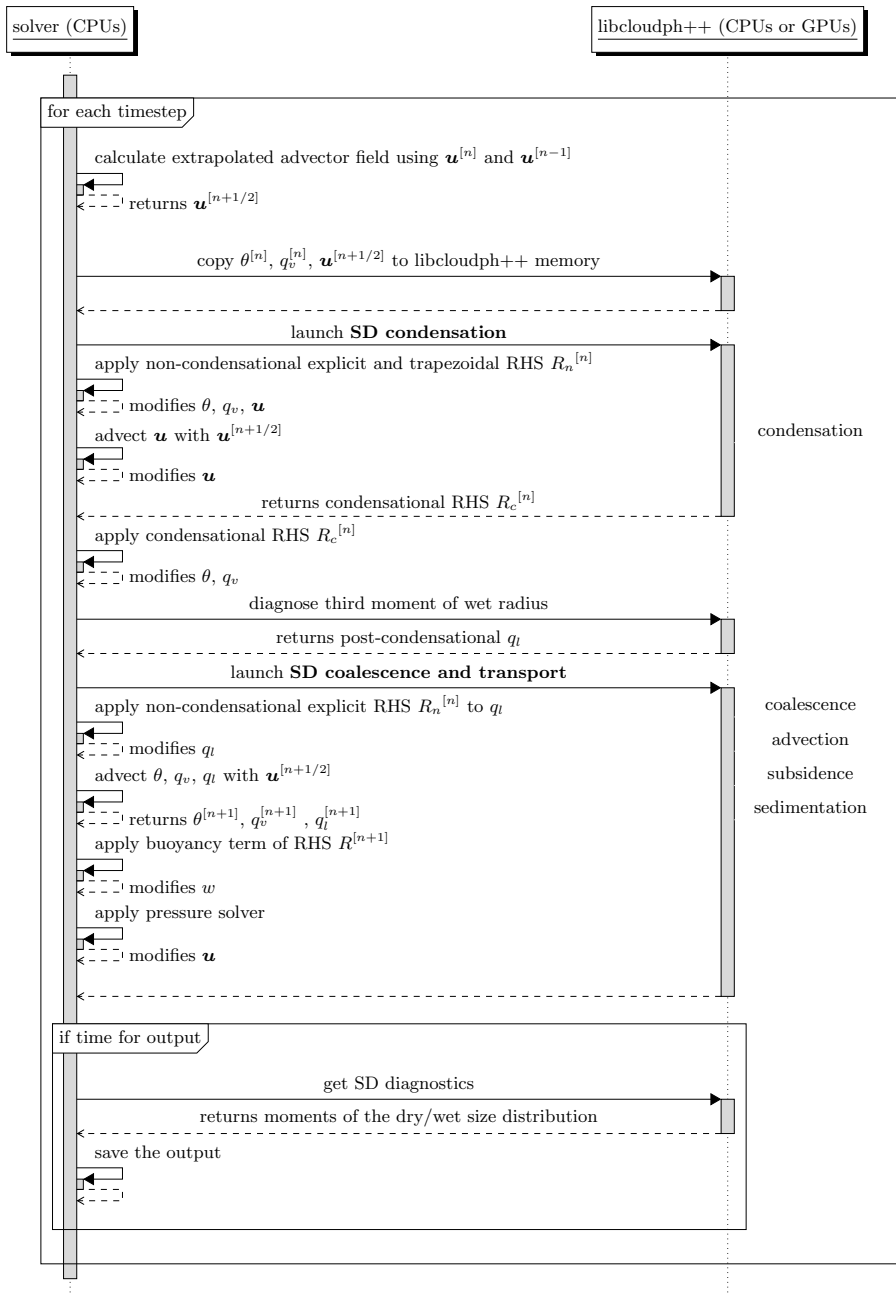 solver (CPUs)
libcloudph++ (CPUs or GPUs)
for each timestep
calculate extrapolated advector field using u^[n] and u^[n−1]
returns u^[n+1/2]
copy θ^[n], q_v^[n], u^[n+1/2] to libcloudph++ memory
launch SD condensation
apply non-condensational explicit and trapezoidal RHS R_n^[n]
modifies θ, q_v, u
advect u with u^[n+1/2]
condensation
modifies u
returns condensational RHS R_c^[n]
apply condensational RHS R_c^[n]
modifies θ, q_v
diagnose third moment of wet radius
returns post-condensational q_l
launch SD coalescence and transport
apply non-condensational explicit RHS R_n^[n] to q_l
coalescence
modifies q_l
advection
advect θ, q_v, q_l with u^[n+1/2]
subsidence
returns θ^[n+1], q_v^[n+1] , q_l^[n+1]
sedimentation
apply buoyancy term of RHS R^[n+1]
modifies w
apply pressure solver
modifies u
if time for output
get SD diagnostics
returns moments of the dry/wet size distribution
save the output